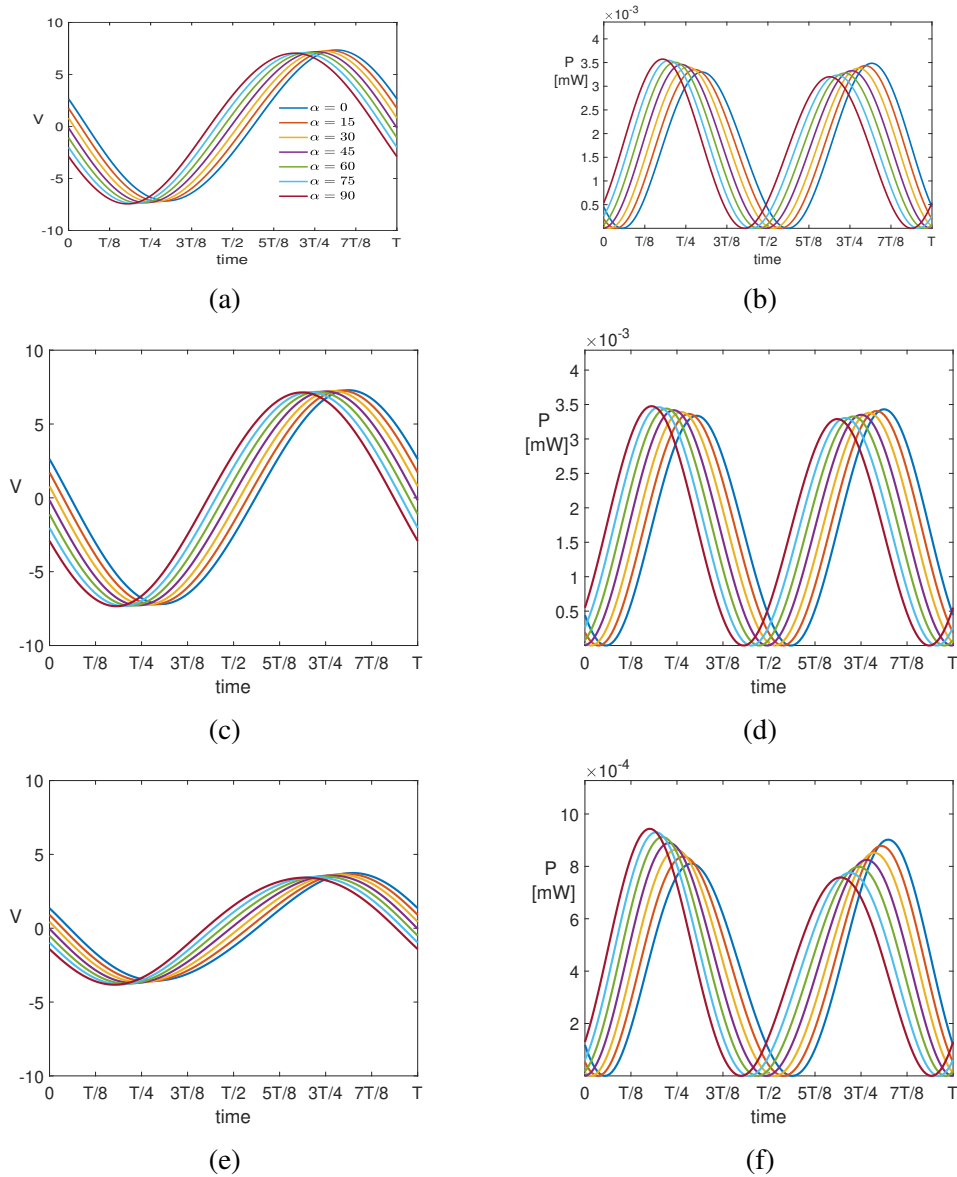 10
5
V
0
-5
-10
0 T/8 T/4 3T/8 T/2 5T/8 3T/4 7T/8 T
time
α = 0
α = 15
α = 30
α = 45
α = 60
α = 75
α = 90
(a)
×10⁻³
4
P
[mW]
3.5
3
2.5
2
1.5
1
0.5
0 T/8 T/4 3T/8 T/2 5T/8 3T/4 7T/8 T
time
(b)
10
5
V
0
-5
-10
0 T/8 T/4 3T/8 T/2 5T/8 3T/4 7T/8 T
time
(c)
×10⁻³
4
P
3.5
[mW]
3
2.5
2
1.5
1
0.5
0 T/8 T/4 3T/8 T/2 5T/8 3T/4 7T/8 T
time
(d)
10
5
V
0
-5
-10
0 T/8 T/4 3T/8 T/2 5T/8 3T/4 7T/8 T
time
(e)
×10⁻⁴
10
P
8
[mW]
6
4
2
0 T/8 T/4 3T/8 T/2 5T/8 3T/4 7T/8 T
time
(f)